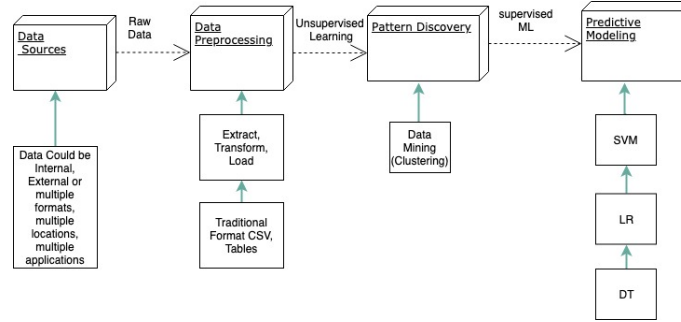 Data
Sources
Raw
Data
Data
Preprocessing
Unsupervised
Learning
Pattern Discovery
supervised
ML
Predictive
Modeling
Data Could be
Internal,
External or
multiple
formats,
multiple
locations,
multiple
applications
Extract,
Transform,
Load
Traditional
Format CSV,
Tables
Data
Mining
(Clustering)
SVM
LR
DT